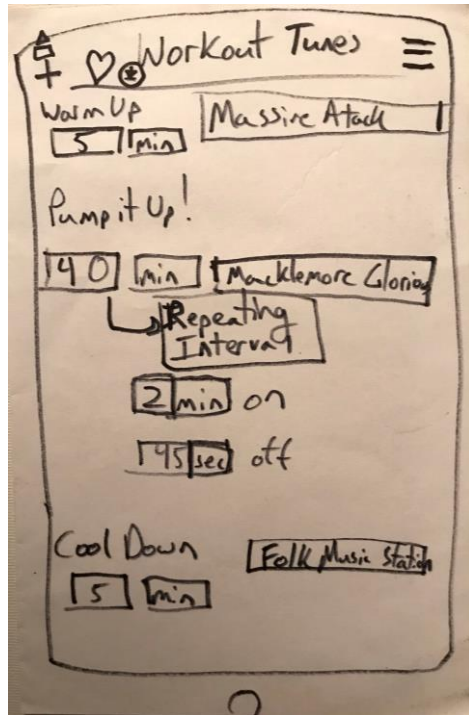 Workout Tunes
Warm Up
Massive Atack
5 min
Pump it Up!
40 min Macklemore Glorious
Repeating
Interval
2 min on
45 sec off
Cool Down
Folk Music Station
5 min